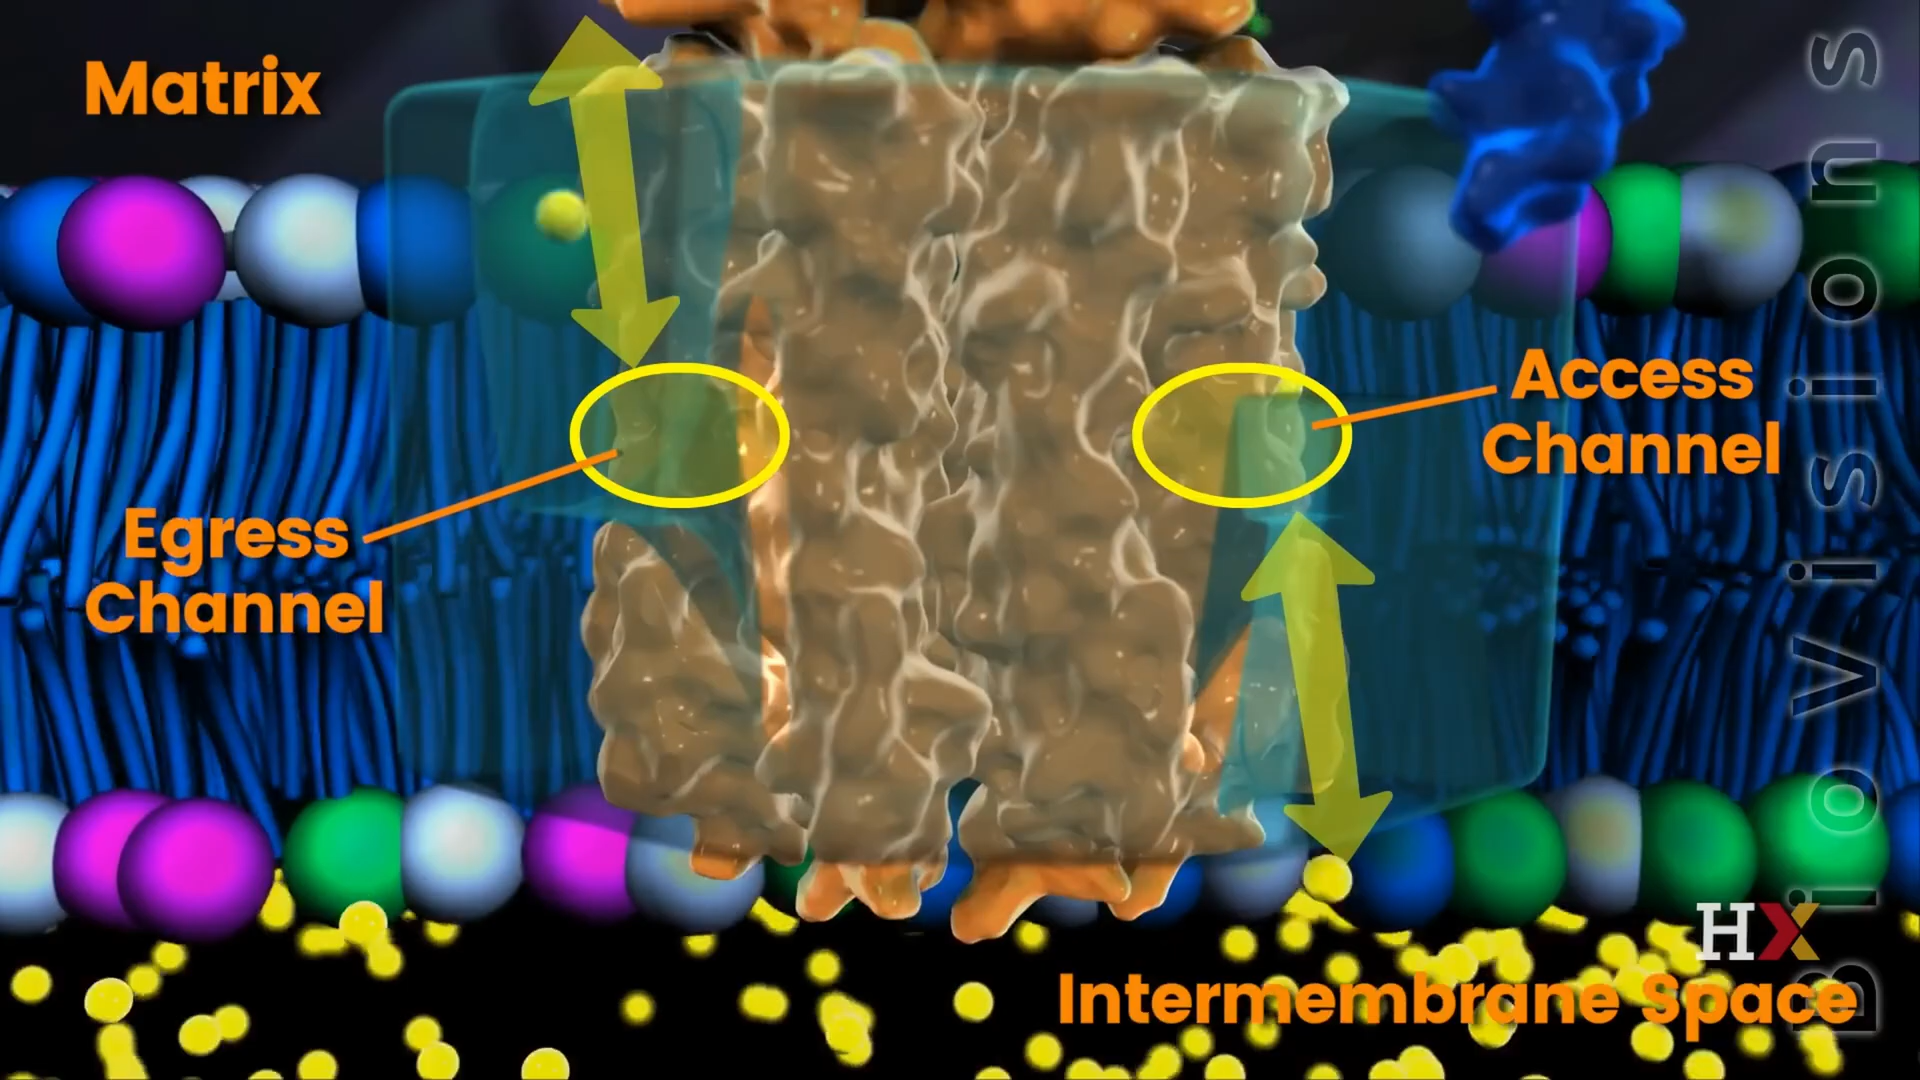 Matrix
Access
Channel
Egress
Channel
HX
Intermembrane Space
BioVisions